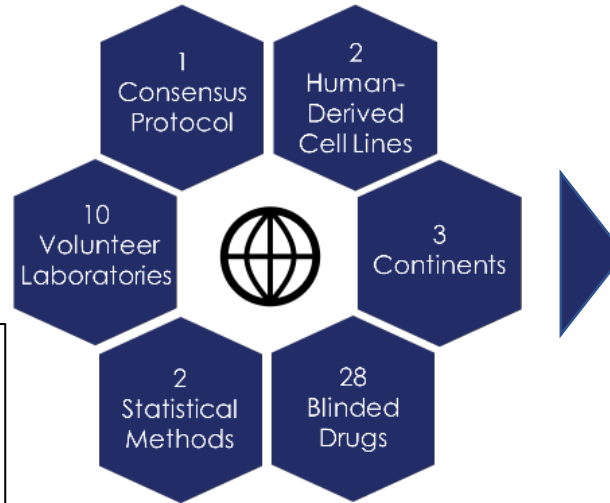 1
Consensus
Protocol
2
Human-
Derived
Cell Lines
10
Volunteer
Laboratories
3
Continents
2
Statistical
Methods
28
Blinded
Drugs